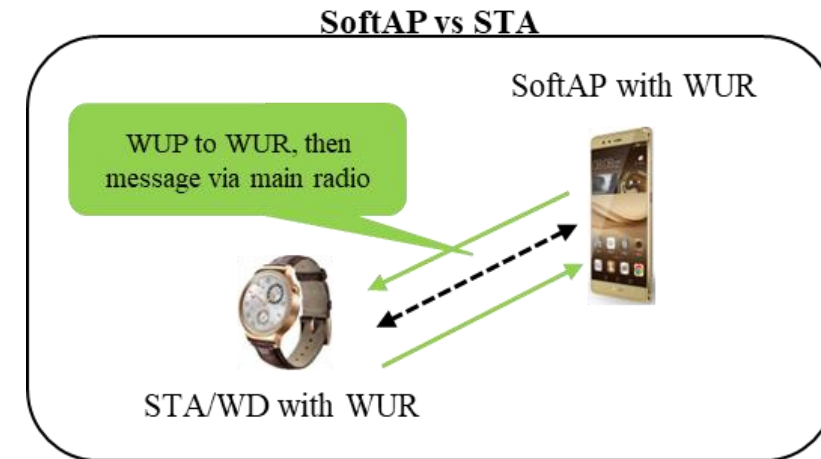 SoftAP vs STA
SoftAP with WUR
WUP to WUR, then
message via main radio
STA/WD with WUR